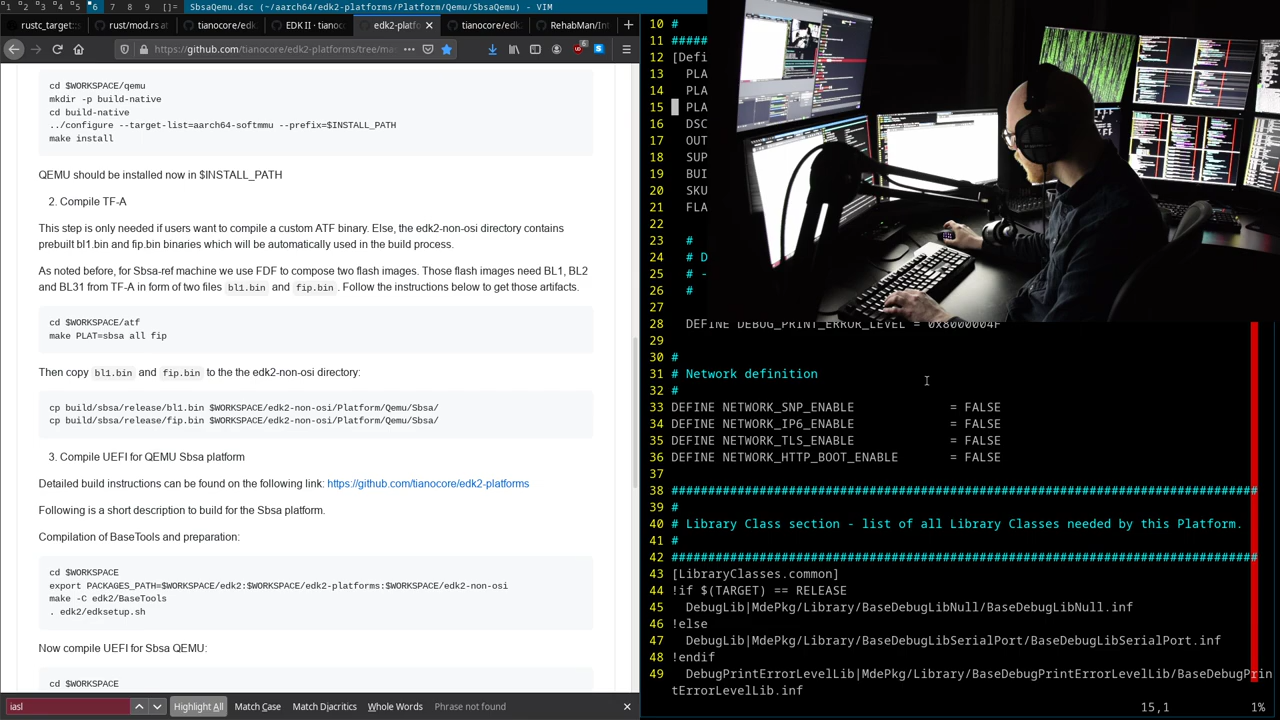 1 2 3 4 5 6 7 8 9 []= SbsaQemu.dsc (~/aarch64/edk2-platforms/Platform/Qemu/SbsaQemu) - VIM
rustc_target:: rust/mod.rs at tianocore/edk EDK II · tianoc edk2-platf tianocore/edk RehabMan/Int
https://github.com/tianocore/edk2-platforms/tree/ma
cd $WORKSPACE/qemu
mkdir -p build-native
cd build-native
../configure --target-list=aarch64-softmmu --prefix=$INSTALL_PATH
make install
QEMU should be installed now in $INSTALL_PATH
2. Compile TF-A
This step is only needed if users want to compile a custom ATF binary. Else, the edk2-non-osi directory contains
prebuilt bl1.bin and fip.bin binaries which will be automatically used in the build process.
As noted before, for Sbsa-ref machine we use FDF to compose two flash images. Those flash images need BL1, BL2
and BL31 from TF-A in form of two files bl1.bin and fip.bin . Follow the instructions below to get those artifacts.
cd $WORKSPACE/atf
make PLAT=sbsa all fip
Then copy bl1.bin and fip.bin to the the edk2-non-osi directory:
cp build/sbsa/release/bl1.bin $WORKSPACE/edk2-non-osi/Platform/Qemu/Sbsa/
cp build/sbsa/release/fip.bin $WORKSPACE/edk2-non-osi/Platform/Qemu/Sbsa/
3. Compile UEFI for QEMU Sbsa platform
Detailed build instructions can be found on the following link: https://github.com/tianocore/edk2-platforms
Following is a short description to build for the Sbsa platform.
Compilation of BaseTools and preparation:
cd $WORKSPACE
export PACKAGES_PATH=$WORKSPACE/edk2:$WORKSPACE/edk2-platforms:$WORKSPACE/edk2-non-osi
make -C edk2/BaseTools
. edk2/edksetup.sh
Now compile UEFI for Sbsa QEMU:
cd $WORKSPACE
iasl Highlight All Match Case Match Diacritics Whole Words Phrase not found
10 #
11 #####
12 [Defi
13 PLA
14 PLA
15 PLA
16 DSC
17 OUT
18 SUP
19 BUI
20 SKU
21 FLA
22
23 #
24 # D
25 # -
26 #
27
28 DEFINE DEBUG_PRINT_ERROR_LEVEL = 0x8000004F
29
30 #
31 # Network definition
32 #
33 DEFINE NETWORK_SNP_ENABLE = FALSE
34 DEFINE NETWORK_IP6_ENABLE = FALSE
35 DEFINE NETWORK_TLS_ENABLE = FALSE
36 DEFINE NETWORK_HTTP_BOOT_ENABLE = FALSE
37
38 ################################################################################
39 #
40 # Library Class section - list of all Library Classes needed by this Platform.
41 #
42 ################################################################################
43 [LibraryClasses.common]
44 !if $(TARGET) == RELEASE
45 DebugLib|MdePkg/Library/BaseDebugLibNull/BaseDebugLibNull.inf
46 !else
47 DebugLib|MdePkg/Library/BaseDebugLibSerialPort/BaseDebugLibSerialPort.inf
48 !endif
49 DebugPrintErrorLevelLib|MdePkg/Library/BaseDebugPrintErrorLevelLib/BaseDebugPrin
tErrorLevelLib.inf
15,1 1%